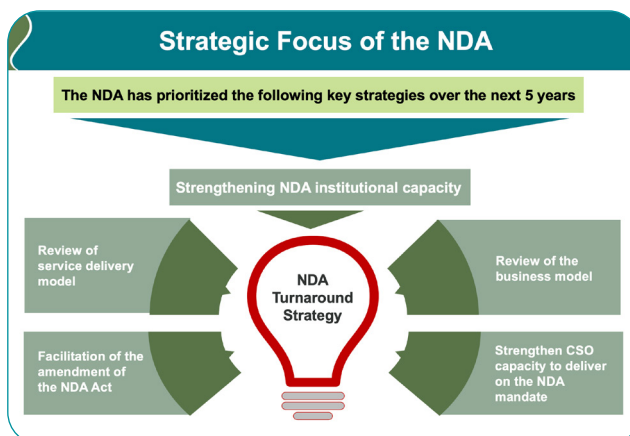 Strategic Focus of the NDA
The NDA has prioritized the following key strategies over the next 5 years
Strengthening NDA institutional capacity
Review of
service delivery
model
NDA
Turnaround
Strategy
Review of the
business model
Facilitation of the
amendment of
the NDA Act
Strengthen CSO
capacity to deliver
on the NDA
mandate